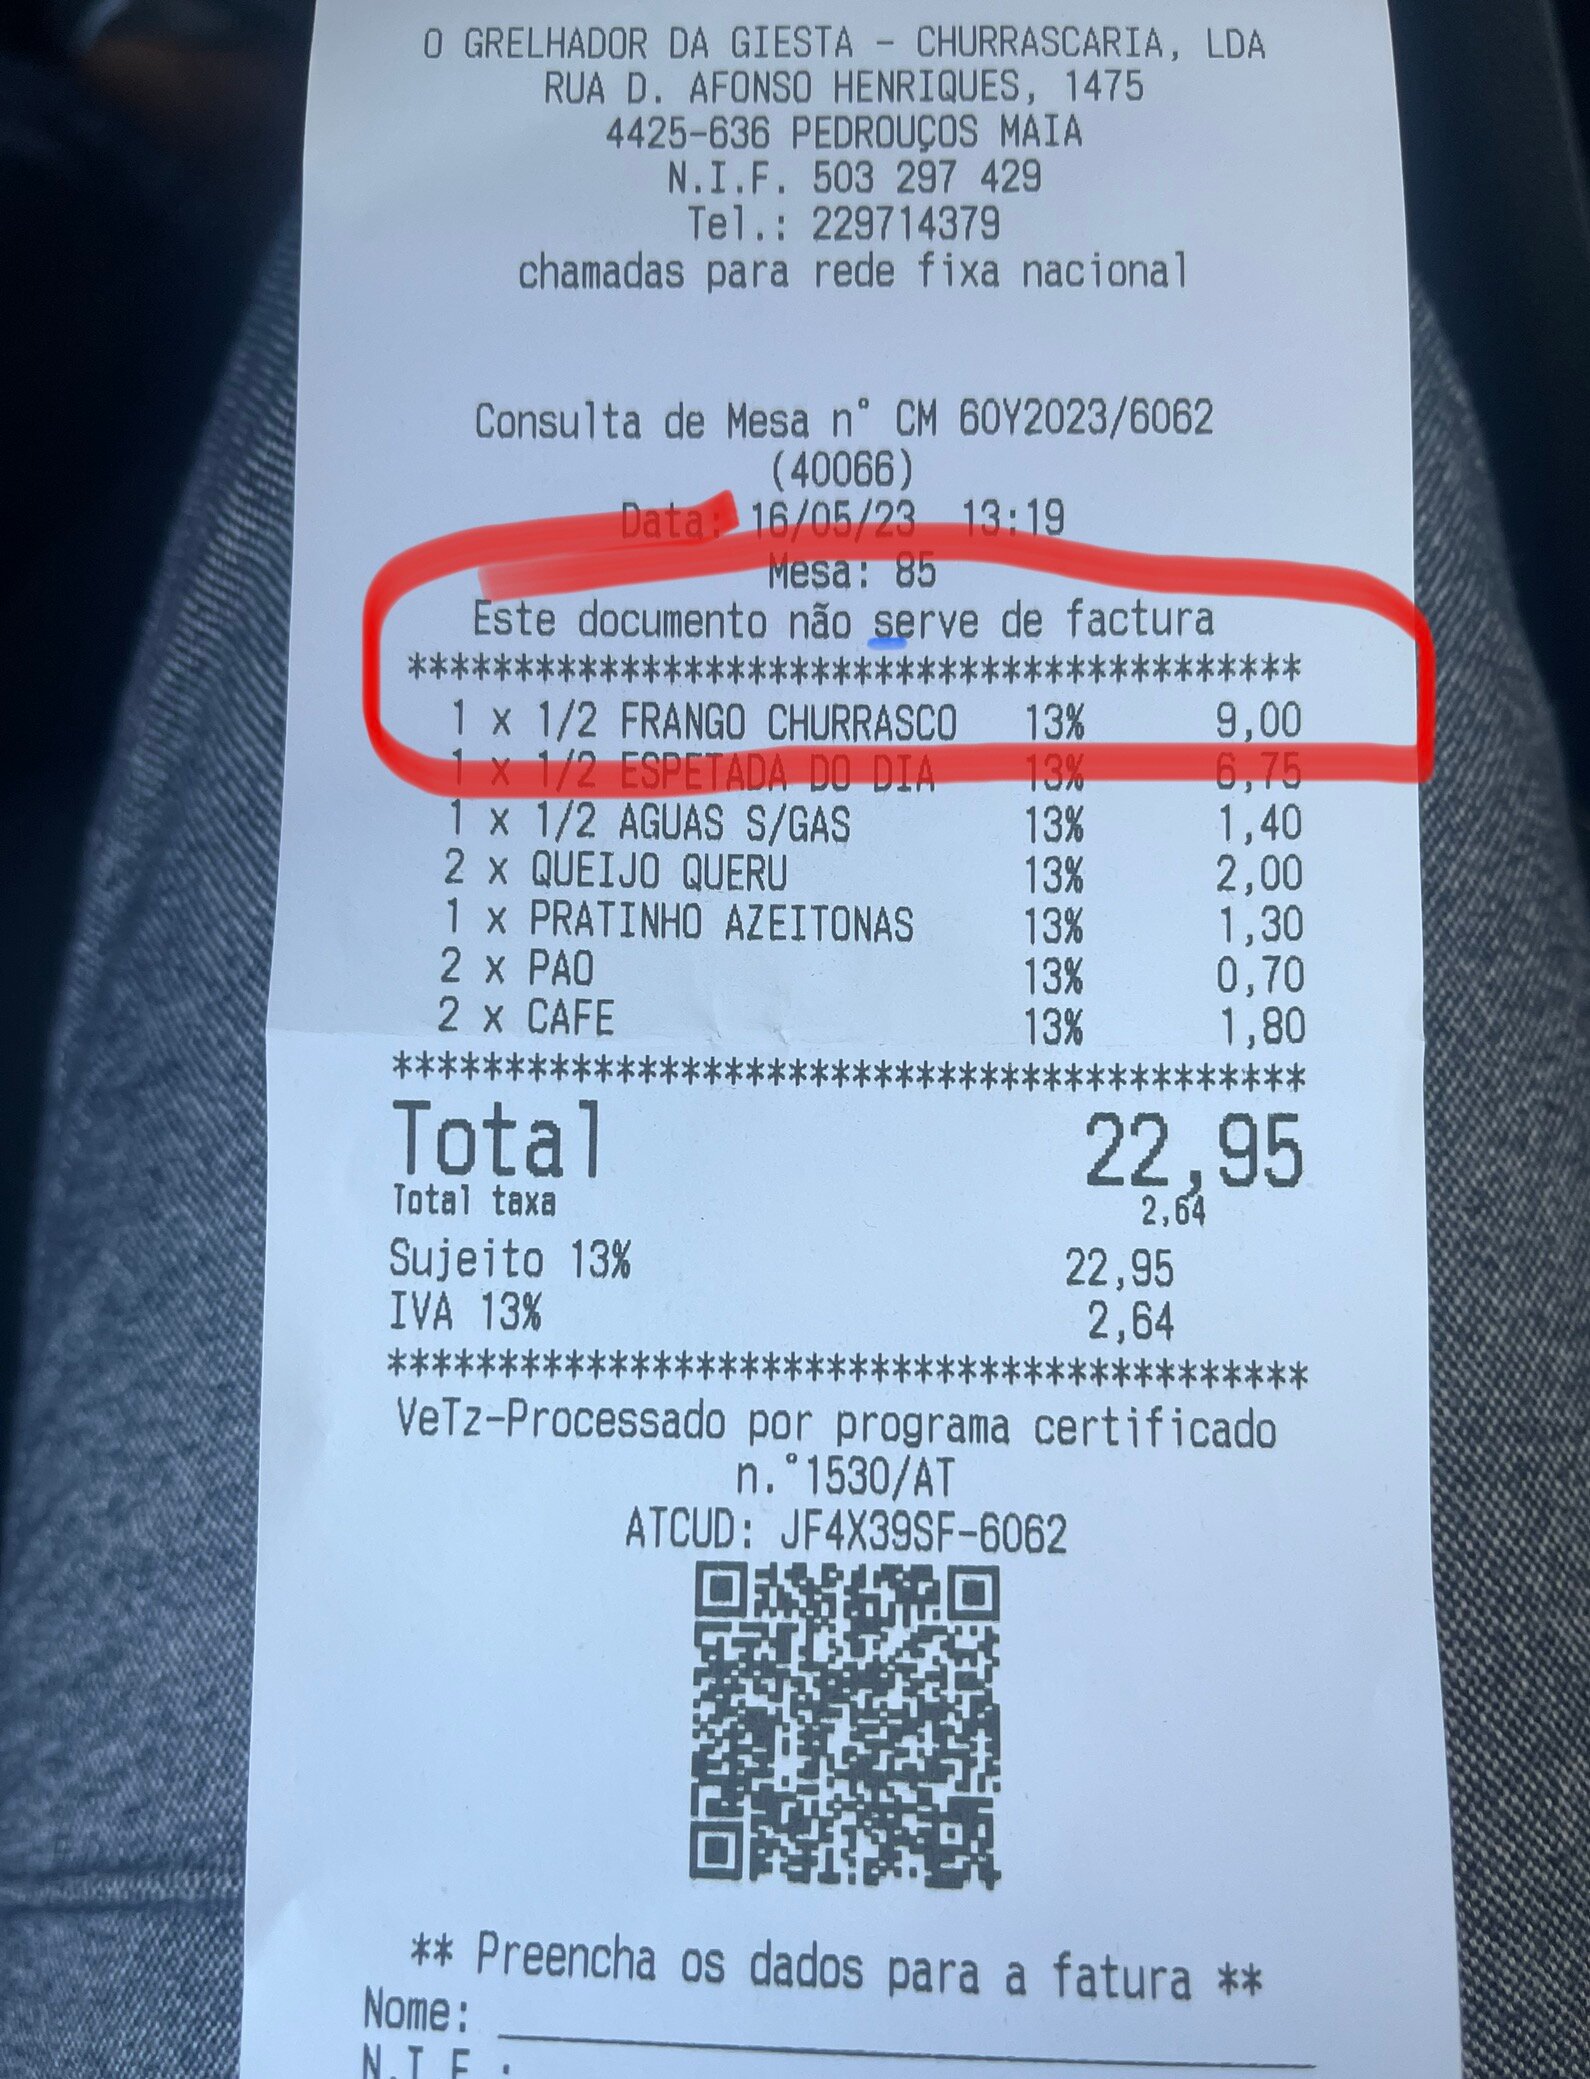 O GRELHADOR DA GIESTA - CHURRASCARIA, LDA
RUA D. AFONSO HENRIQUES, 1475
4425-636 PEDROUÇOS MAIA
N.I.F. 503 297 429
Tel.: 229714379
chamadas para rede fixa nacional
Consulta de Mesa n° CM 60Y2023/6062
(40066)
Data: 16/05/23 13:19
Mesa: 85
Este documento não serve de factura
******************************************
1 x 1/2 FRANGO CHURRASCO 13% 9,00
1 x 1/2 ESPETADA DO DIA 13% 6,75
1 x 1/2 AGUAS S/GAS 13% 1,40
2 x QUEIJO QUERU 13% 2,00
1 x PRATINHO AZEITONAS 13% 1,30
2 x PAO 13% 0,70
2 x CAFE 13% 1,80
******************************************
Total 22,95
Total taxa 2,64
Sujeito 13% 22,95
IVA 13% 2,64
******************************************
VeTz-Processado por programa certificado
n.°1530/AT
ATCUD: JF4X39SF-6062
** Preencha os dados para a fatura **
Nome:
N.I.F.: